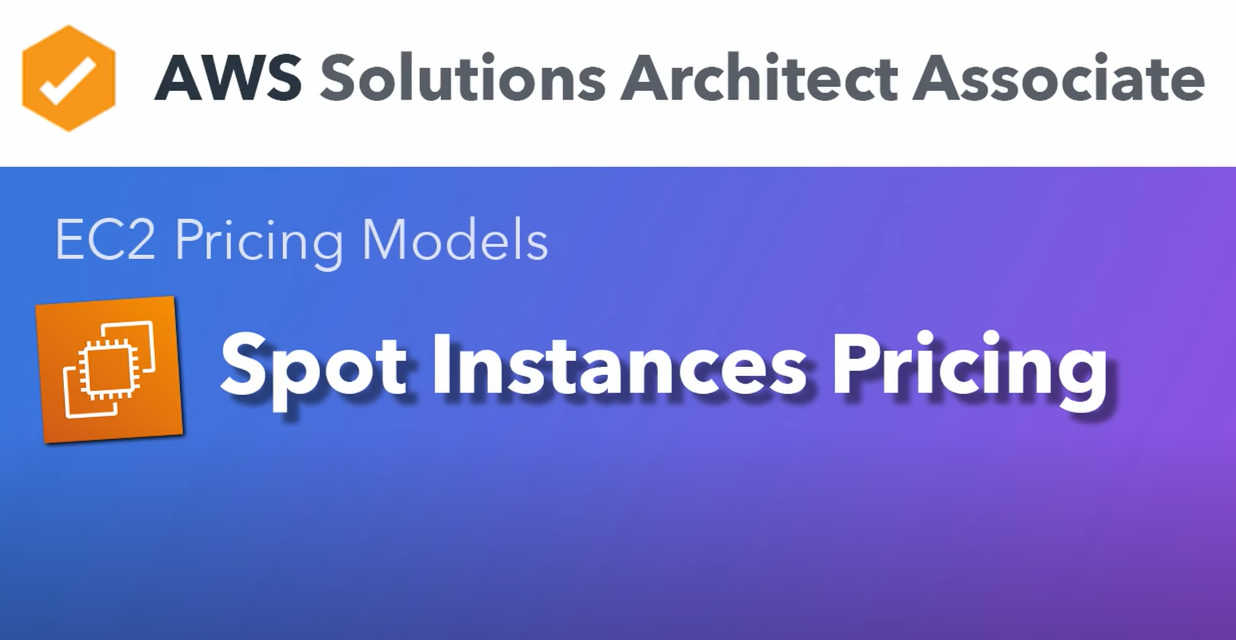 AWS Solutions Architect Associate
EC2 Pricing Models
Spot Instances Pricing